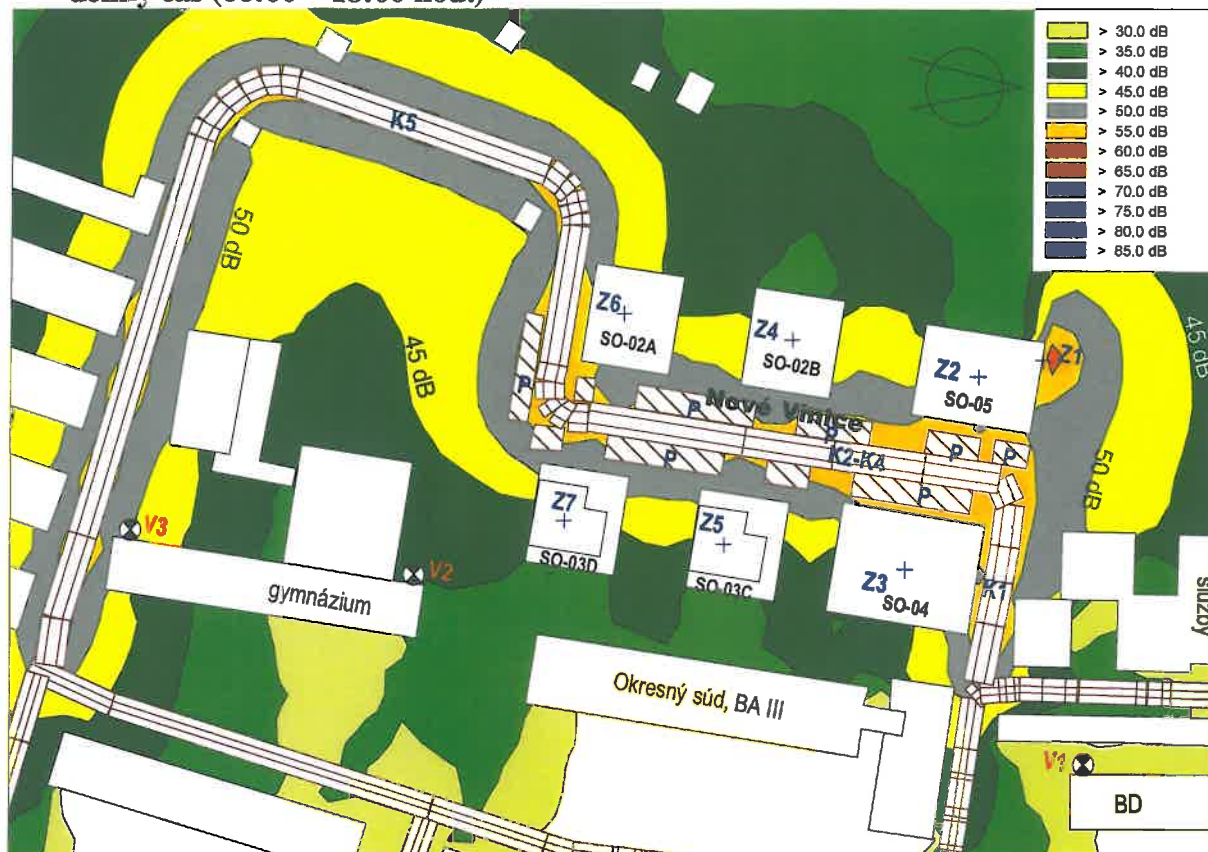 > 30.0 dB
> 35.0 dB
> 40.0 dB
> 45.0 dB
> 50.0 dB
> 55.0 dB
> 60.0 dB
> 65.0 dB
> 70.0 dB
> 75.0 dB
> 80.0 dB
> 85.0 dB
K5
50 dB
45 dB
45 dB
50 dB
Z6
SO-02A
Z4
SO-02B
Z2
SO-05
Z1
P
P
P
P
P
P
P
Nové Vinice
K2-K4
Z7
SO-03D
Z5
SO-03C
Z3
SO-04
K1
V3
V2
gymnázium
Okresný súd, BA III
služby
V1
BD